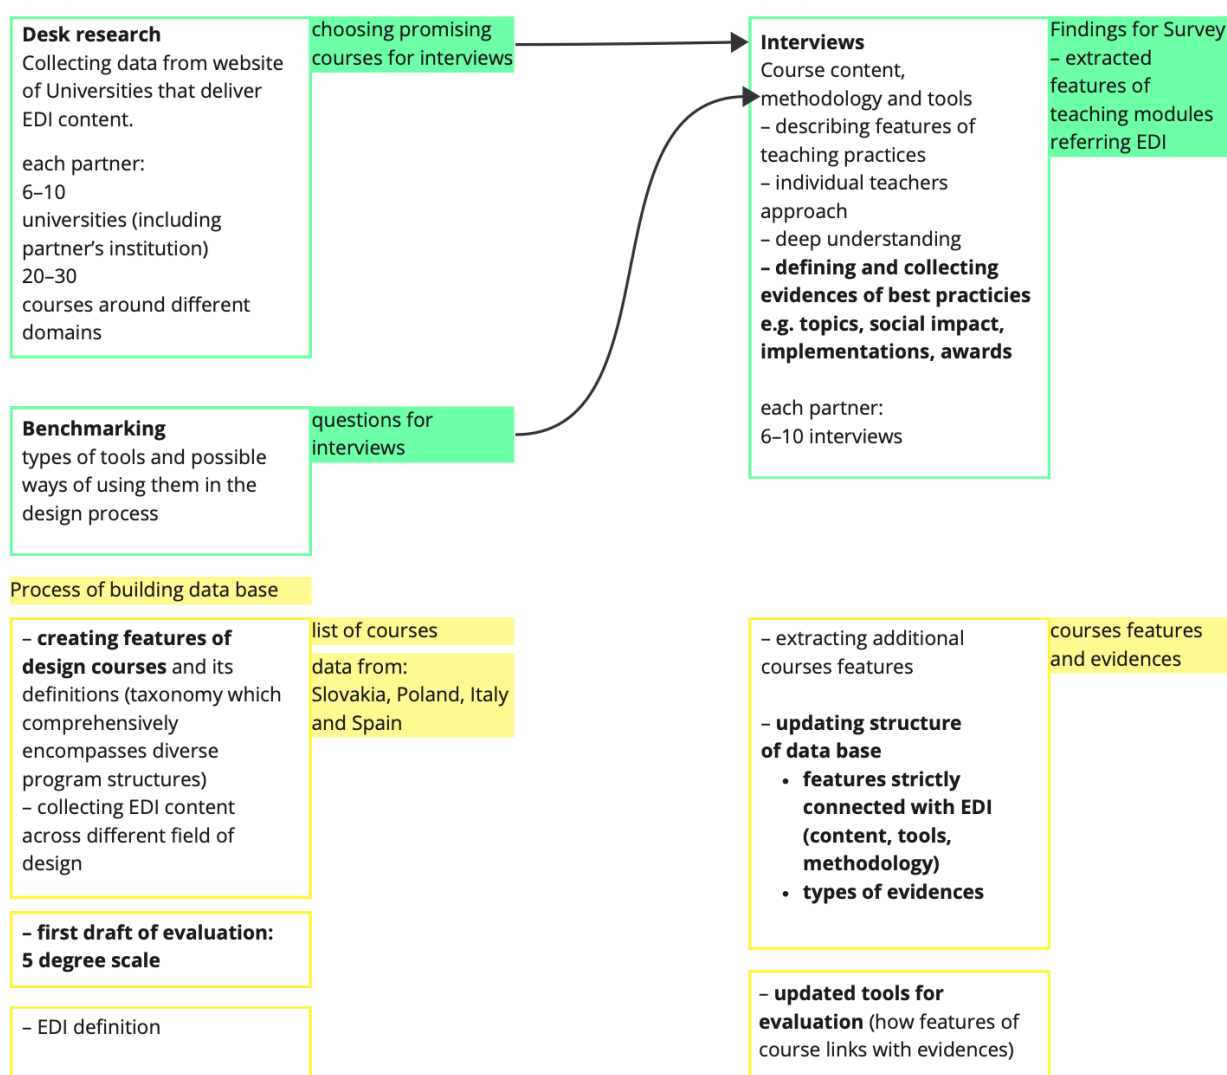 Desk research
Collecting data from website
of Universities that deliver
EDI content.
each partner:
6–10
universities (including
partner’s institution)
20–30
courses around different
domains
choosing promising
courses for interviews
Interviews
Course content,
methodology and tools
– describing features of
teaching practices
– individual teachers
approach
– deep understanding
– defining and collecting
evidences of best practicies
e.g. topics, social impact,
implementations, awards
each partner:
6–10 interviews
Findings for Survey
– extracted
features of
teaching modules
referring EDI
Benchmarking
types of tools and possible
ways of using them in the
design process
questions for
interviews
Process of building data base
– creating features of
design courses and its
definitions (taxonomy which
comprehensively
encompasses diverse
program structures)
– collecting EDI content
across different field of
design
list of courses
data from:
Slovakia, Poland, Italy
and Spain
– first draft of evaluation:
5 degree scale
– EDI definition
– extracting additional
courses features
– updating structure
of data base
• features strictly
connected with EDI
(content, tools,
methodology)
• types of evidences
courses features
and evidences
– updated tools for
evaluation (how features of
course links with evidences)